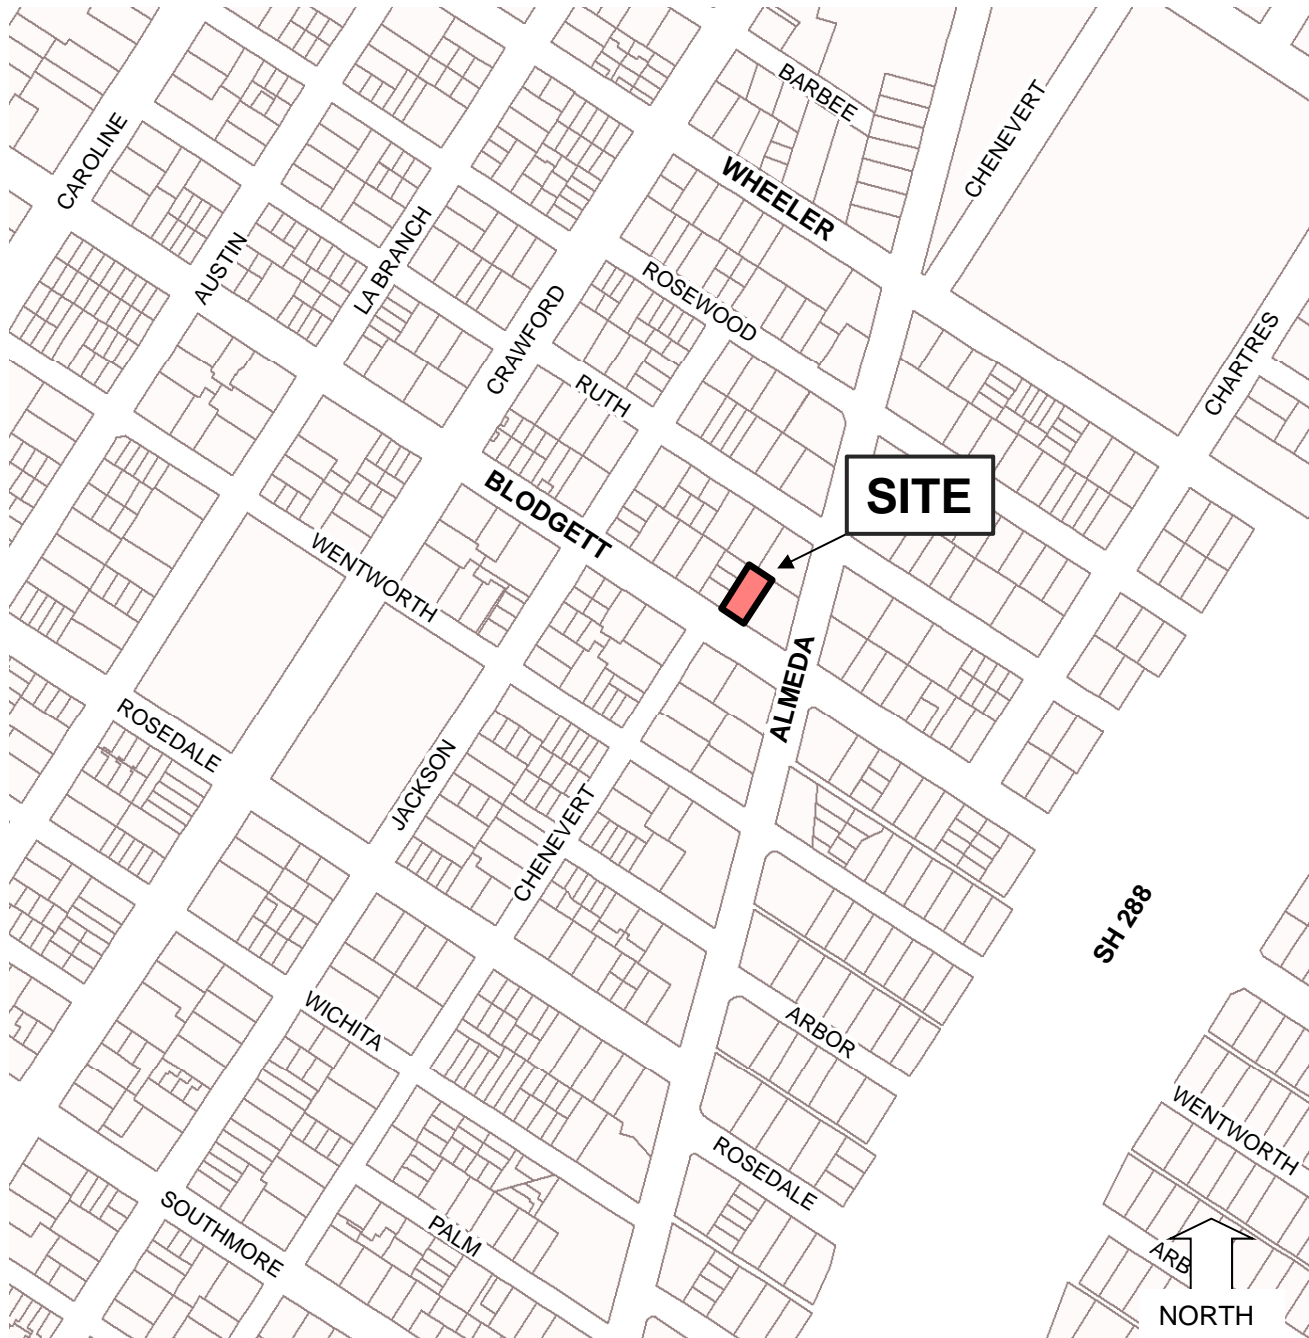 BARBEE
CHENEVERT
CAROLINE
WHEELER
AUSTIN
LA BRANCH
ROSEWOOD
CRAWFORD
CHARTRES
RUTH
SITE
BLODGETT
WENTWORTH
ALMEDA
ROSEDALE
JACKSON
CHENEVERT
SH 288
WICHITA
ARBOR
WENTWORTH
ROSEDALE
SOUTHMORE
PALM
ARB
NORTH